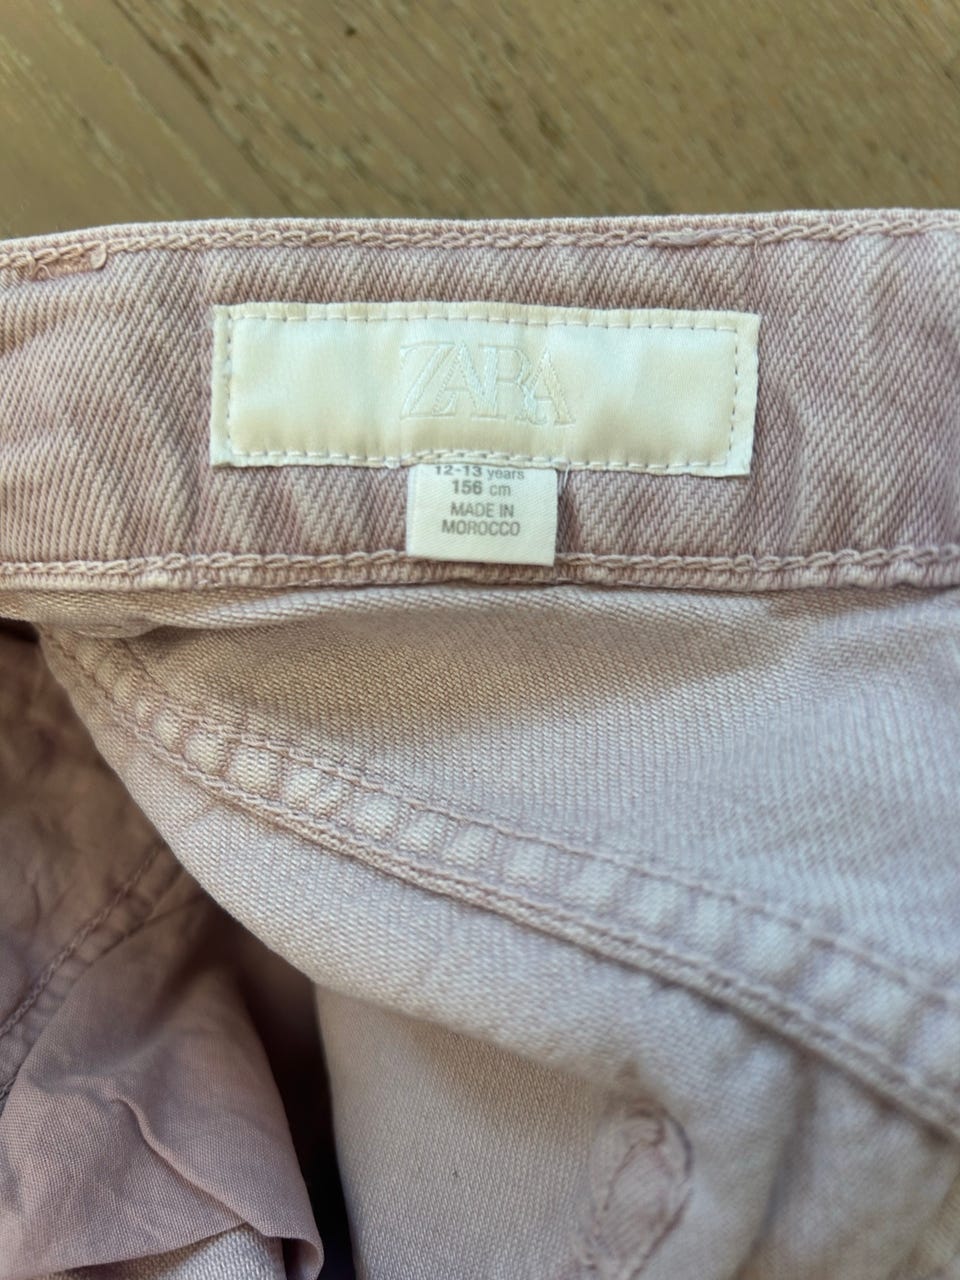 ZARA
12-13 years
156 cm
MADE IN
MOROCCO